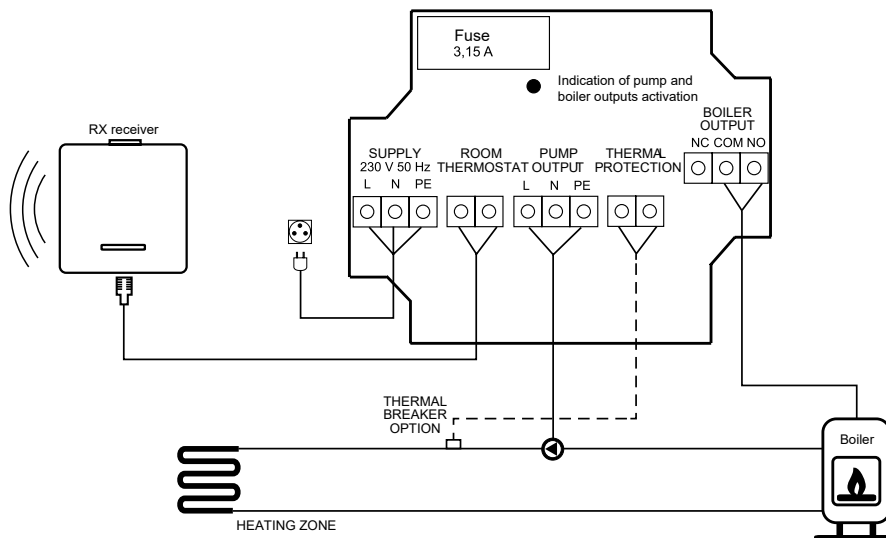 Fuse
3,15 A
Indication of pump and
boiler outputs activation
BOILER
OUTPUT
NC COM NO
RX receiver
SUPPLY
230 V 50 Hz
L N PE
ROOM
THERMOSTAT
PUMP
OUTPUT
L N PE
THERMAL
PROTECTION
THERMAL
BREAKER
OPTION
Boiler
HEATING ZONE